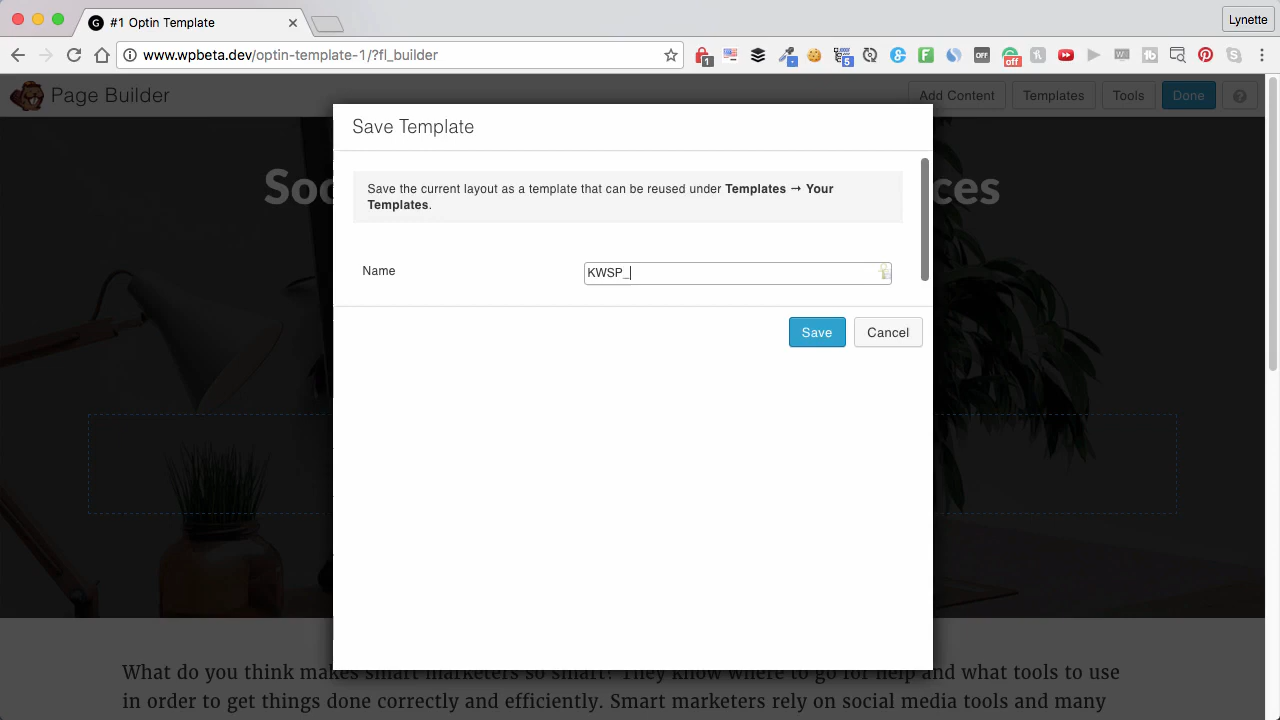 #1 Optin Template
Lynette
www.wpbeta.dev/optin-template-1/?fl_builder
1
5
OFF
off
Page Builder
Add Content
Templates
Tools
Done
?
Save Template
Save the current layout as a template that can be reused under Templates → Your
Templates.
Name
KWSP_
Save
Cancel
What do you think makes smart marketers so smart? They know where to go for help and what tools to use
in order to get things done correctly and efficiently. Smart marketers rely on social media tools and many